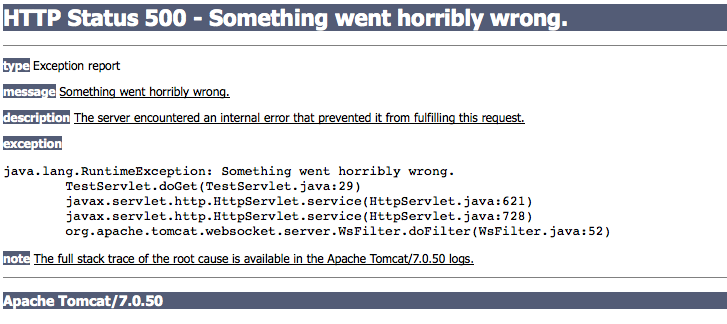 HTTP Status 500 - Something went horribly wrong.
type Exception report
message Something went horribly wrong.
description The server encountered an internal error that prevented it from fulfilling this request.
exception
java.lang.RuntimeException: Something went horribly wrong.
TestServlet.doGet(TestServlet.java:29)
javax.servlet.http.HttpServlet.service(HttpServlet.java:621)
javax.servlet.http.HttpServlet.service(HttpServlet.java:728)
org.apache.tomcat.websocket.server.WsFilter.doFilter(WsFilter.java:52)
note The full stack trace of the root cause is available in the Apache Tomcat/7.0.50 logs.
Apache Tomcat/7.0.50